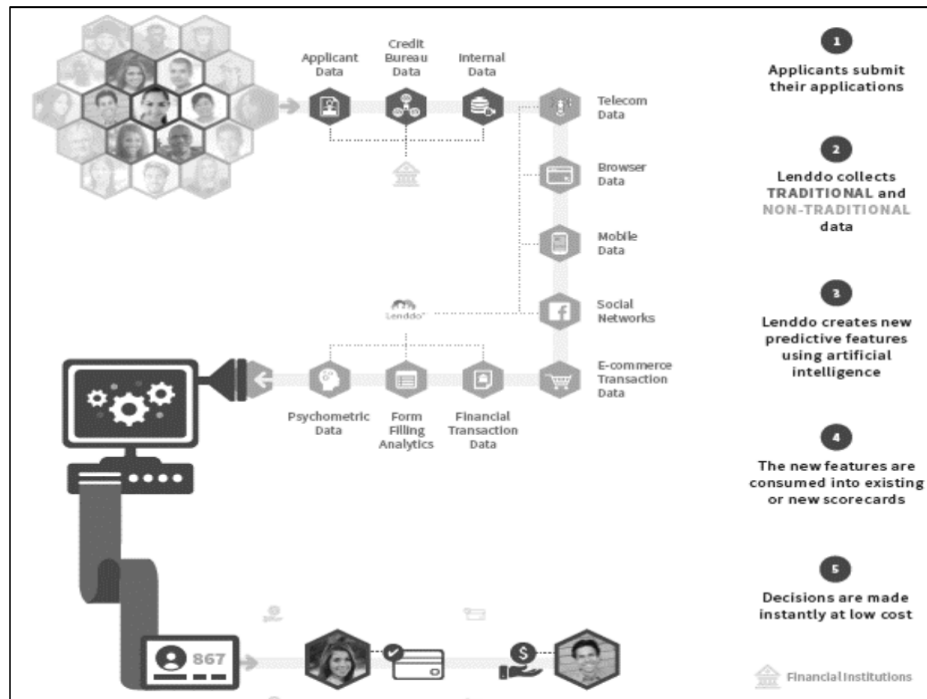 Applicant
Data
Credit
Bureau
Data
Internal
Data
Telecom
Data
Browser
Data
Mobile
Data
Social
Networks
E-commerce
Transaction
Data
Lenddo
Psychometric
Data
Form
Filling
Analytics
Financial
Transaction
Data
867
1
Applicants submit
their applications
2
Lenddo collects
TRADITIONAL and
NON-TRADITIONAL
data
3
Lenddo creates new
predictive features
using artificial
intelligence
4
The new features are
consumed into existing
or new scorecards
5
Decisions are made
instantly at low cost
Financial Institutions